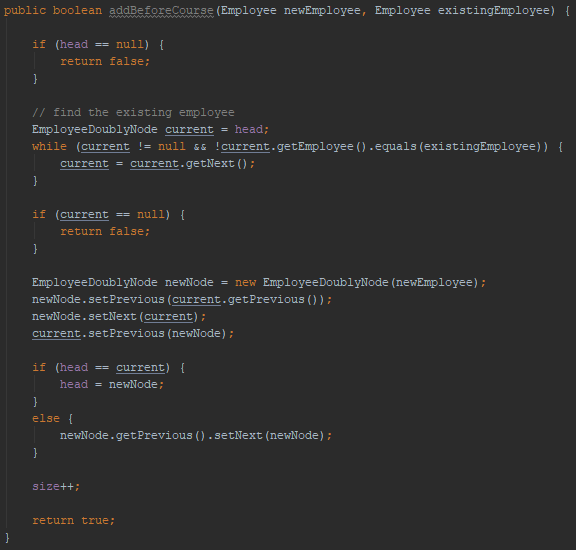 public boolean addBeforeCourse(Employee newEmployee, Employee existingEmployee) {
if (head == null) {
return false;
}
// find the existing employee
EmployeeDoublyNode current = head;
while (current != null && !current.getEmployee().equals(existingEmployee)) {
current = current.getNext();
}
if (current == null) {
return false;
}
EmployeeDoublyNode newNode = new EmployeeDoublyNode(newEmployee);
newNode.setPrevious(current.getPrevious());
newNode.setNext(current);
current.setPrevious(newNode);
if (head == current) {
head = newNode;
}
else {
newNode.getPrevious().setNext(newNode);
}
size++;
return true;
}